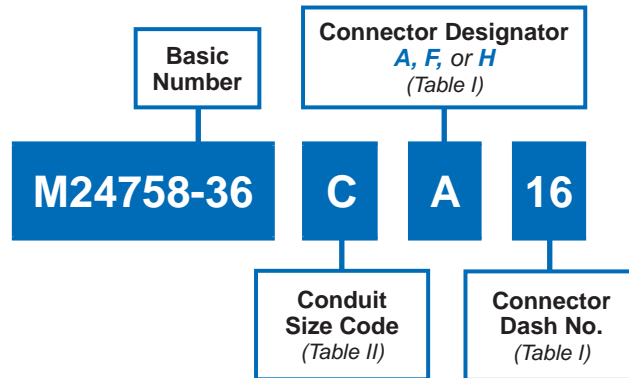 Basic
Number
Connector Designator
A, F, or H
(Table I)
M24758-36
C
A
16
Conduit
Size Code
(Table II)
Connector
Dash No.
(Table I)